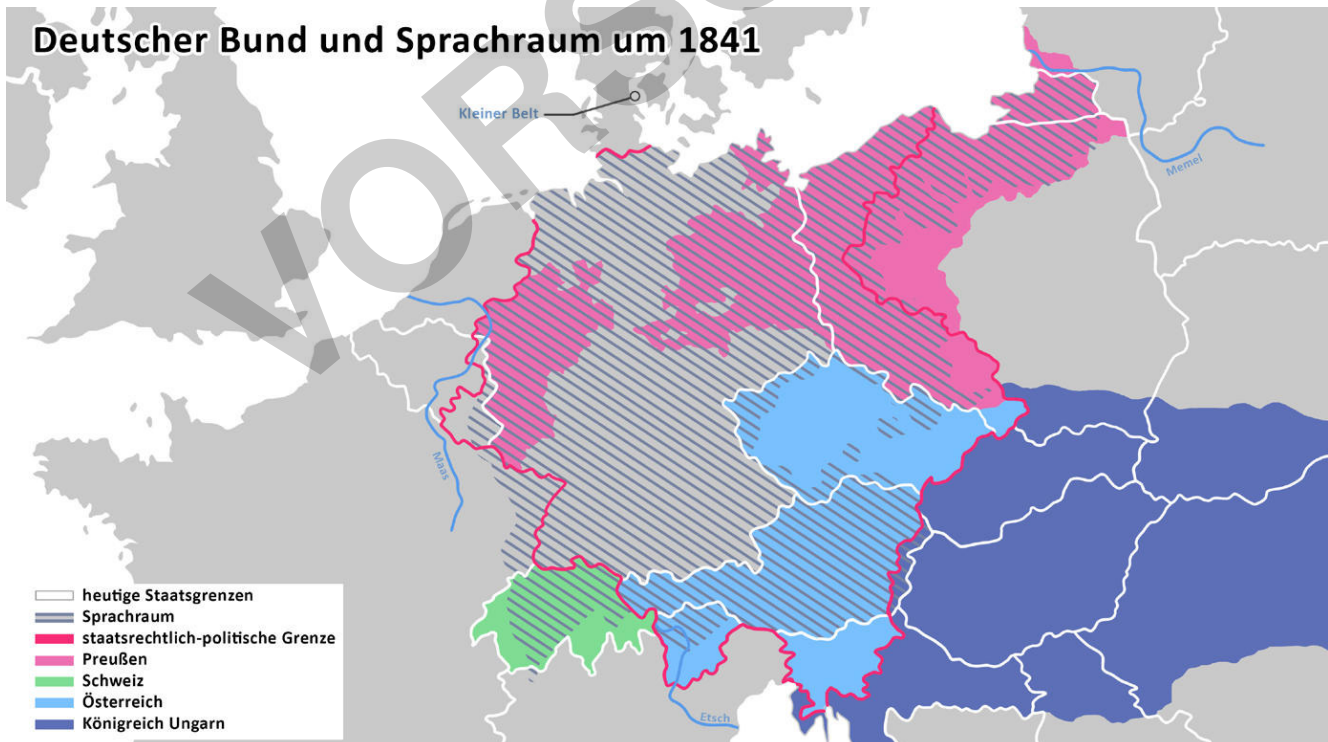 Deutscher Bund und Sprachraum um 1841
Kleiner Belt
Memel
Maas
Etsch
heutige Staatsgrenzen
Sprachraum
staatsrechtlich-politische Grenze
Preußen
Schweiz
Österreich
Königreich Ungarn